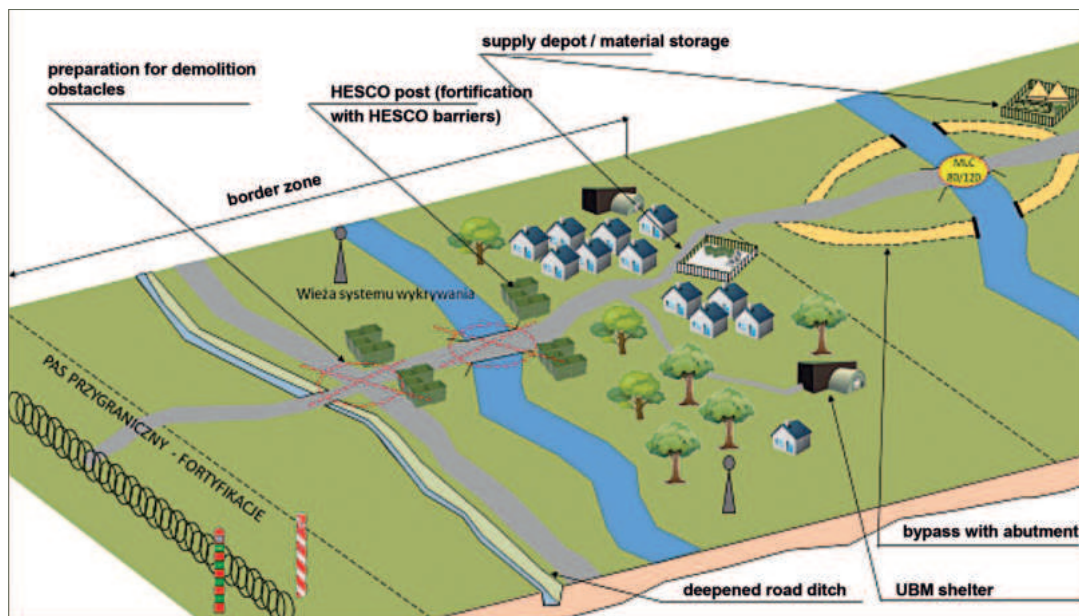 supply depot / material storage
preparation for demolition
obstacles
HESCO post (fortification
with HESCO barriers)
border zone
MLC
80/120
Wieża systemu wykrywania
PAS PRZYGRANICZNY - FORTYFIKACJE
bypass with abutment
deepened road ditch
UBM shelter